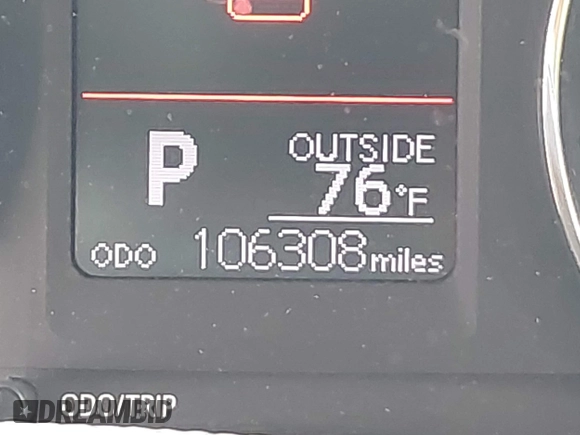 P
OUTSIDE
76°F
ODO 106308 miles
ODO/TRIP
DREAMBID